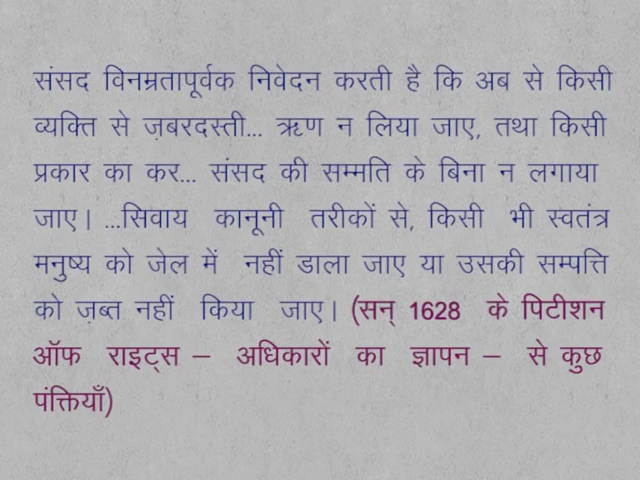 संसद विनम्रतापूर्वक निवेदन करती है कि अब से किसी
व्यक्ति से ज़बरदस्ती... ऋण न लिया जाए, तथा किसी
प्रकार का कर... संसद की सम्मति के बिना न लगाया
जाए। ...सिवाय कानूनी तरीकों से, किसी भी स्वतंत्र
मनुष्य को जेल में नहीं डाला जाए या उसकी सम्पत्ति
को ज़ब्त नहीं किया जाए। (सन् 1628 के पिटीशन
ऑफ राइट्स – अधिकारों का ज्ञापन – से कुछ
पंक्तियाँ)